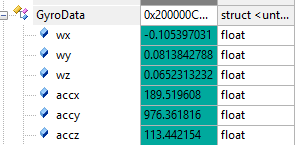 GyroData 0x200000C... struct <unt...
wx -0.105397031 float
wy 0.0813842788 float
wz 0.0652313232 float
accx 189.519608 float
accy 976.361816 float
accz 113.442154 float